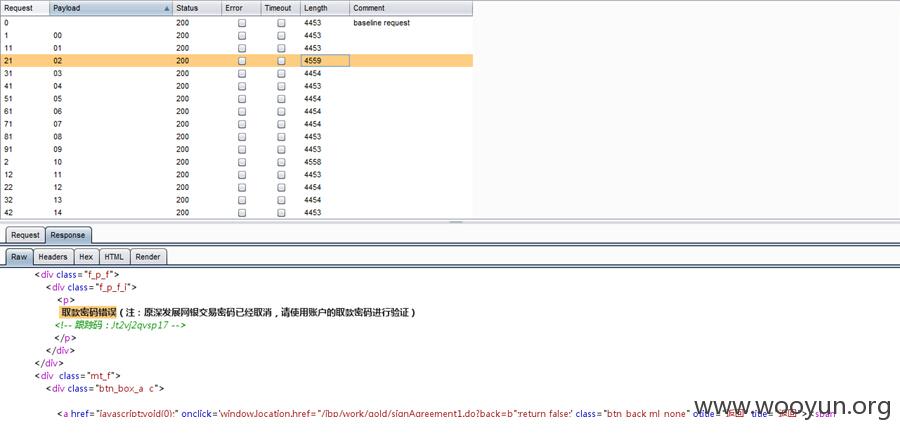 Request Payload Status Error Timeout Length Comment
0 200 4453 baseline request
1 00 200 4453
11 01 200 4453
21 02 200 4559
31 03 200 4454
41 04 200 4453
51 05 200 4454
61 06 200 4454
71 07 200 4454
81 08 200 4453
91 09 200 4453
2 10 200 4558
12 11 200 4453
22 12 200 4454
32 13 200 4454
42 14 200 4453
Request Response
Raw Headers Hex HTML Render
<div class="f_p_f">
<div class="f_p_f_i">
<p>
取款密码错误（注：原深发展网银交易密码已经取消，请使用账户的取款密码进行验证）
<!-- 跟踪码：Jt2vj2qvsp17 -->
</p>
</div>
</div>
<div class="mt_f">
<div class="btn_box_a c">
<a href="javascript:void(0);" onclick='window.location.href="/ibp/work/gold/signAgreement1.do?back=b";return false;' class="btn back ml none"
www.wooyun.org